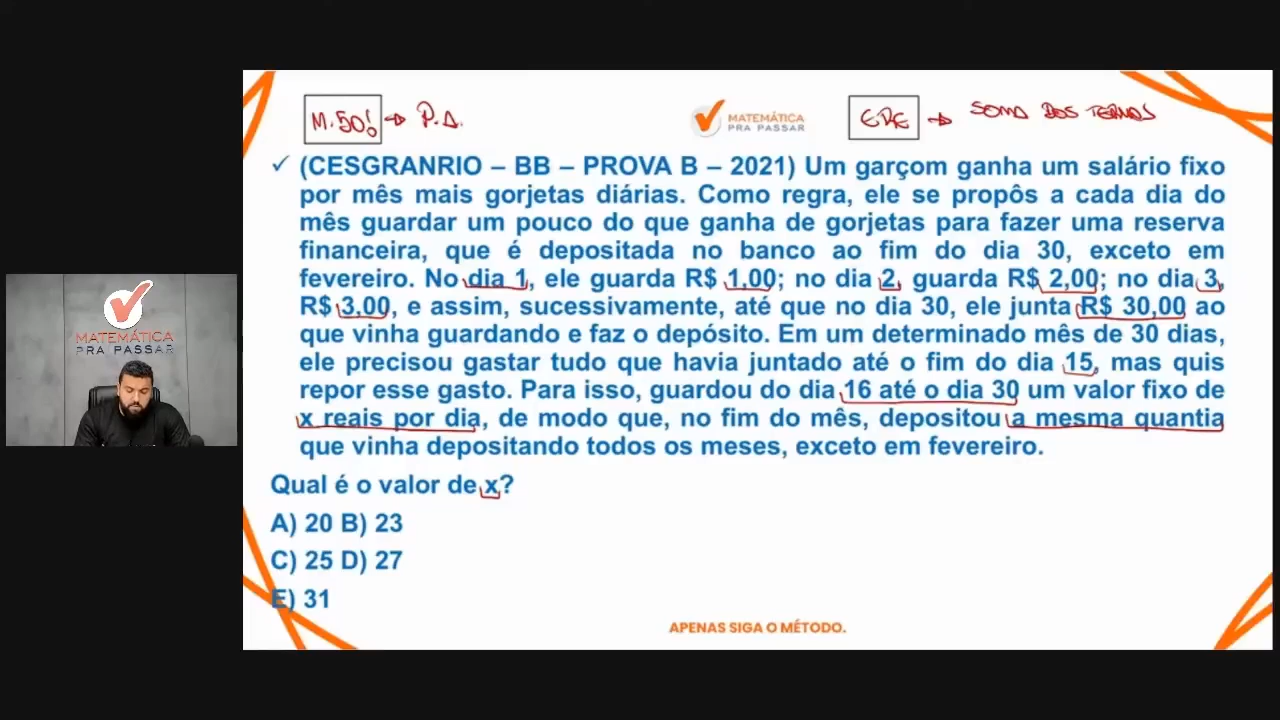 M.50! → P.A.
MATEMÁTICA
PRA PASSAR
→ SOMA DOS TERMOS
✓ (CESGRANRIO – BB – PROVA B – 2021) Um garçom ganha um salário fixo
por mês mais gorjetas diárias. Como regra, ele se propôs a cada dia do
mês guardar um pouco do que ganha de gorjetas para fazer uma reserva
financeira, que é depositada no banco ao fim do dia 30, exceto em
fevereiro. No dia 1, ele guarda R$ 1,00; no dia 2, guarda R$ 2,00; no dia 3,
R$ 3,00, e assim, sucessivamente, até que no dia 30, ele junta R$ 30,00 ao
que vinha guardando e faz o depósito. Em um determinado mês de 30 dias,
ele precisou gastar tudo que havia juntado até o fim do dia 15, mas quis
repor esse gasto. Para isso, guardou do dia 16 até o dia 30 um valor fixo de
x reais por dia, de modo que, no fim do mês, depositou a mesma quantia
que vinha depositando todos os meses, exceto em fevereiro.
MATEMÁTICA
PRA PASSAR
Qual é o valor de x?
A) 20 B) 23
C) 25 D) 27
E) 31
APENAS SIGA O MÉTODO.